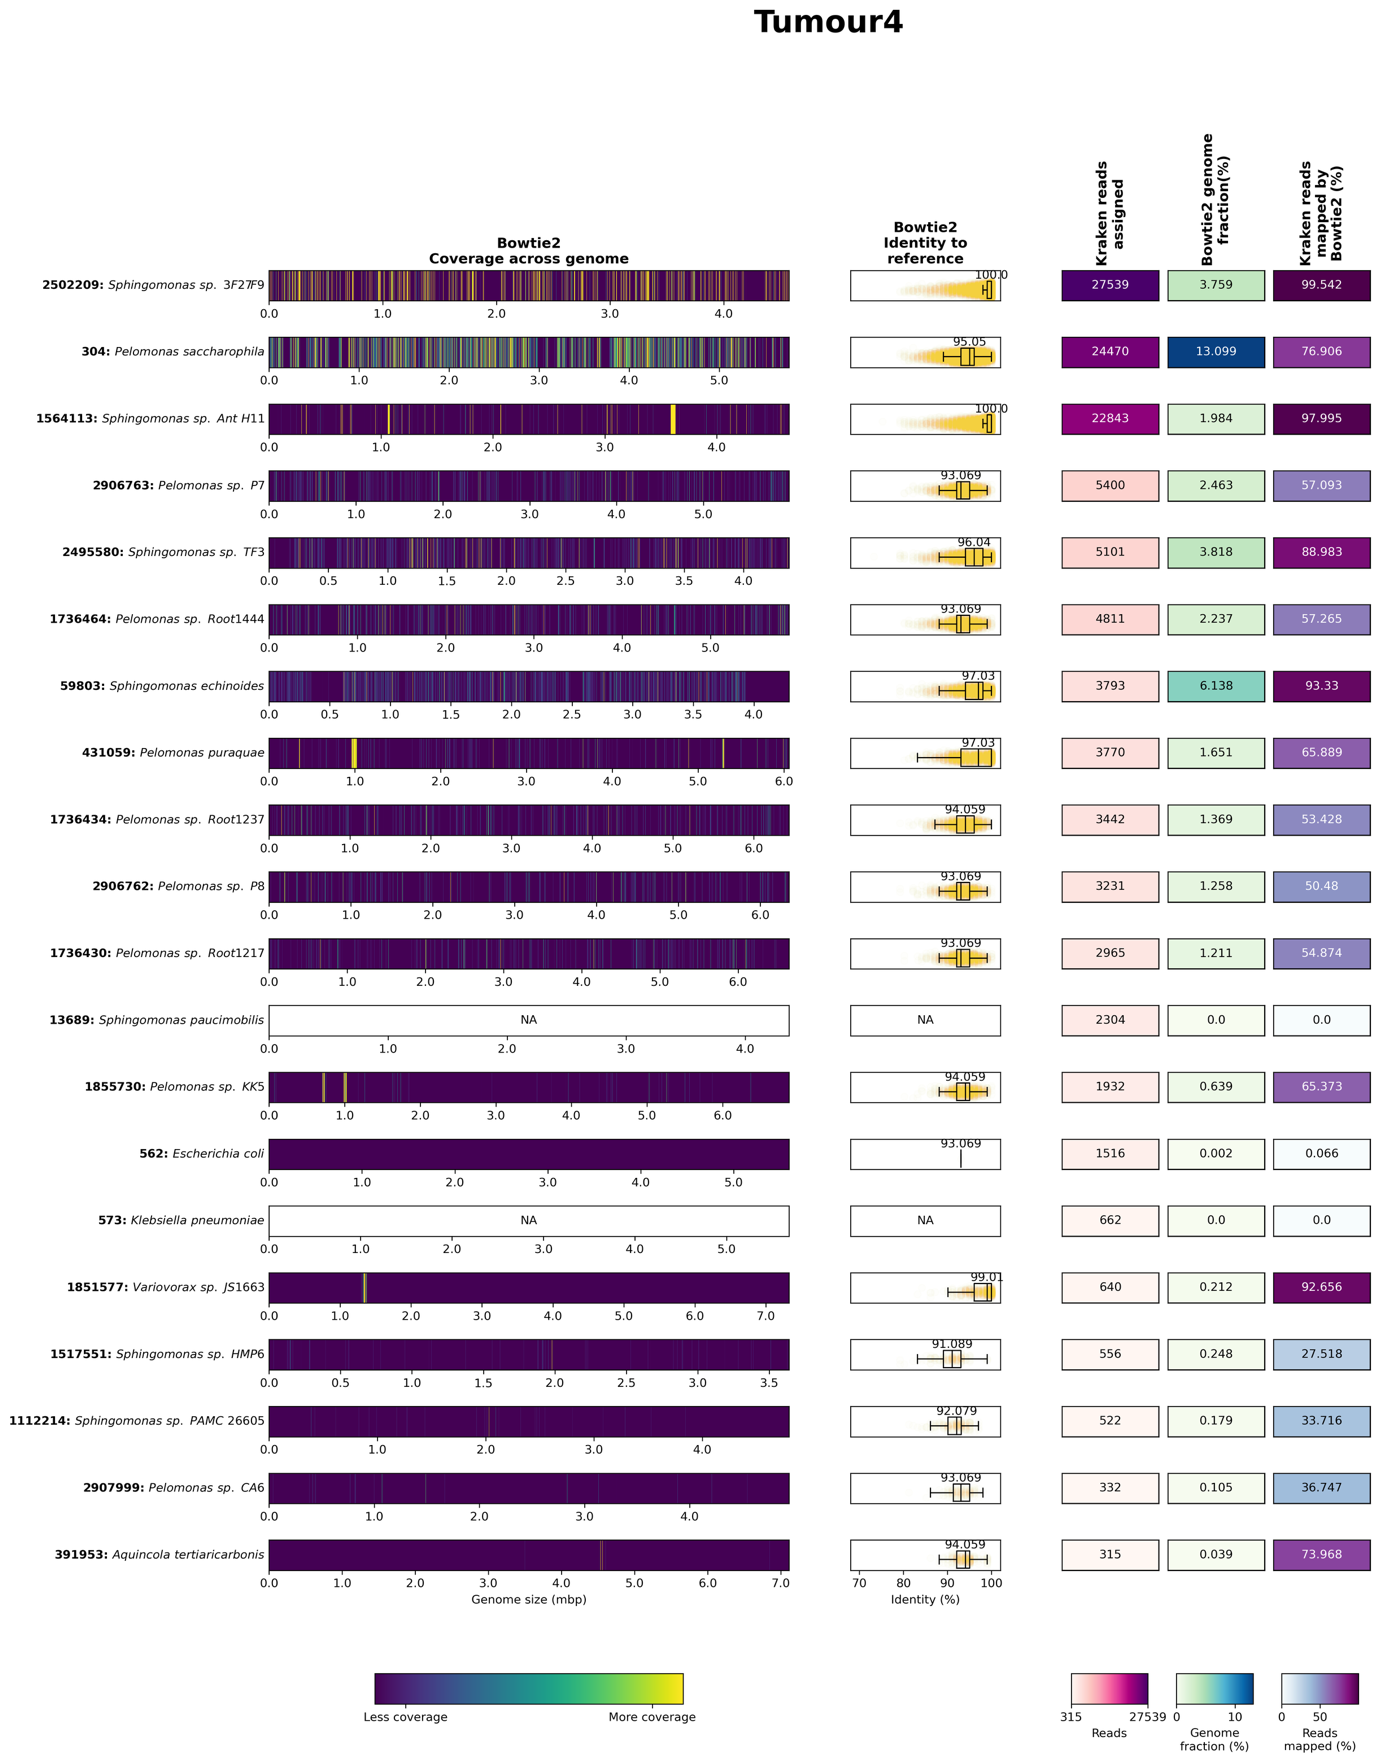 Tumour4
Bowtie2
Coverage across genome
Bowtie2
Identity to
reference
Kraken reads
assigned
Bowtie2 genome
fraction(%)
Kraken reads
mapped by
Bowtie2 (%)
2502209: Sphingomonas sp. 3F27F9 100.0 27539 3.759 99.542
0.0 1.0 2.0 3.0 4.0
304: Pelomonas saccharophila 95.05 24470 13.099 76.906
0.0 1.0 2.0 3.0 4.0 5.0
1564113: Sphingomonas sp. Ant H11 100.0 22843 1.984 97.995
0.0 1.0 2.0 3.0 4.0
2906763: Pelomonas sp. P7 93.069 5400 2.463 57.093
0.0 1.0 2.0 3.0 4.0 5.0
2495580: Sphingomonas sp. TF3 96.04 5101 3.818 88.983
0.0 0.5 1.0 1.5 2.0 2.5 3.0 3.5 4.0
1736464: Pelomonas sp. Root1444 93.069 4811 2.237 57.265
0.0 1.0 2.0 3.0 4.0 5.0
59803: Sphingomonas echinoides 97.03 3793 6.138 93.33
0.0 0.5 1.0 1.5 2.0 2.5 3.0 3.5 4.0
431059: Pelomonas puraquae 97.03 3770 1.651 65.889
0.0 1.0 2.0 3.0 4.0 5.0 6.0
1736434: Pelomonas sp. Root1237 94.059 3442 1.369 53.428
0.0 1.0 2.0 3.0 4.0 5.0 6.0
2906762: Pelomonas sp. P8 93.069 3231 1.258 50.48
0.0 1.0 2.0 3.0 4.0 5.0 6.0
1736430: Pelomonas sp. Root1217 93.069 2965 1.211 54.874
0.0 1.0 2.0 3.0 4.0 5.0 6.0
13689: Sphingomonas paucimobilis NA NA 2304 0.0 0.0
0.0 1.0 2.0 3.0 4.0
1855730: Pelomonas sp. KK5 94.059 1932 0.639 65.373
0.0 1.0 2.0 3.0 4.0 5.0 6.0
562: Escherichia coli 93.069 1516 0.002 0.066
0.0 1.0 2.0 3.0 4.0 5.0
573: Klebsiella pneumoniae NA NA 662 0.0 0.0
0.0 1.0 2.0 3.0 4.0 5.0
1851577: Variovorax sp. JS1663 99.01 640 0.212 92.656
0.0 1.0 2.0 3.0 4.0 5.0 6.0 7.0
1517551: Sphingomonas sp. HMP6 91.089 556 0.248 27.518
0.0 0.5 1.0 1.5 2.0 2.5 3.0 3.5
1112214: Sphingomonas sp. PAMC 26605 92.079 522 0.179 33.716
0.0 1.0 2.0 3.0 4.0
2907999: Pelomonas sp. CA6 93.069 332 0.105 36.747
0.0 1.0 2.0 3.0 4.0
391953: Aquincola tertiaricarbonis 94.059 315 0.039 73.968
0.0 1.0 2.0 3.0 4.0 5.0 6.0 7.0 70 80 90 100
Genome size (mbp) Identity (%)
Less coverage More coverage
315 27539 0 10 0 50
Reads
Genome
fraction (%)
Reads
mapped (%)